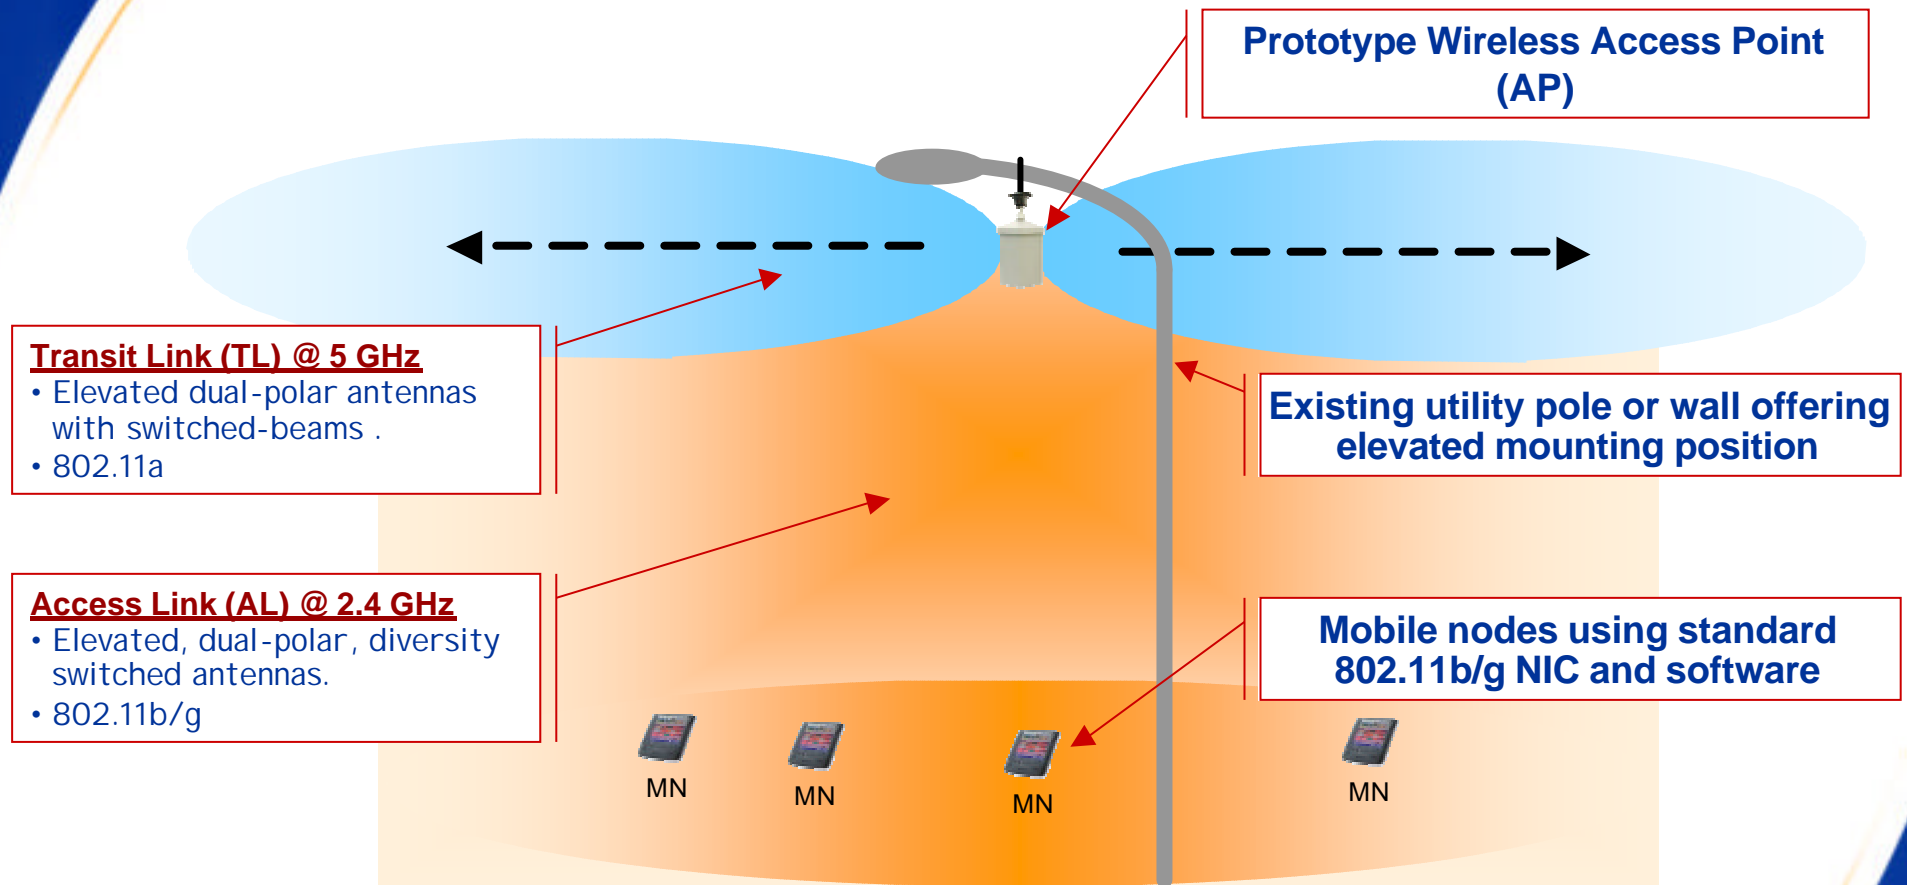 Prototype Wireless Access Point
(AP)
Transit Link (TL) @ 5 GHz
• Elevated dual-polar antennas
with switched-beams .
• 802.11a
Existing utility pole or wall offering
elevated mounting position
Access Link (AL) @ 2.4 GHz
• Elevated, dual-polar, diversity
switched antennas.
• 802.11b/g
Mobile nodes using standard
802.11b/g NIC and software
MN
MN
MN
MN